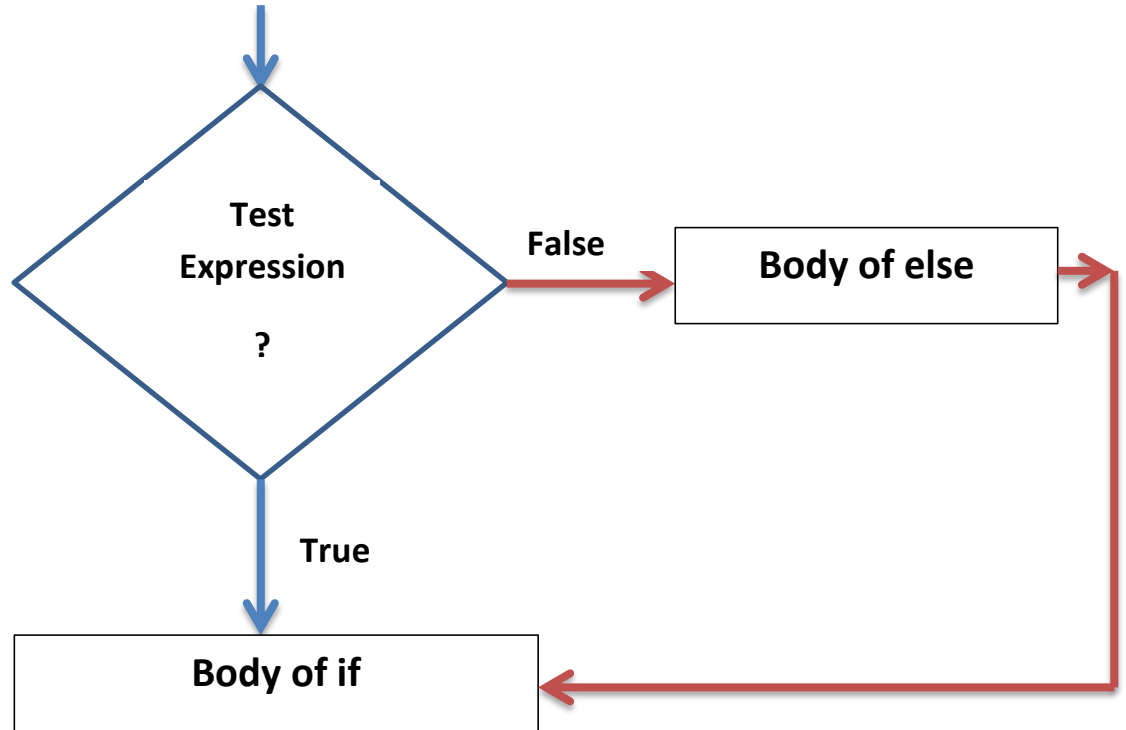 Test
Expression
?
False
Body of else
True
Body of if